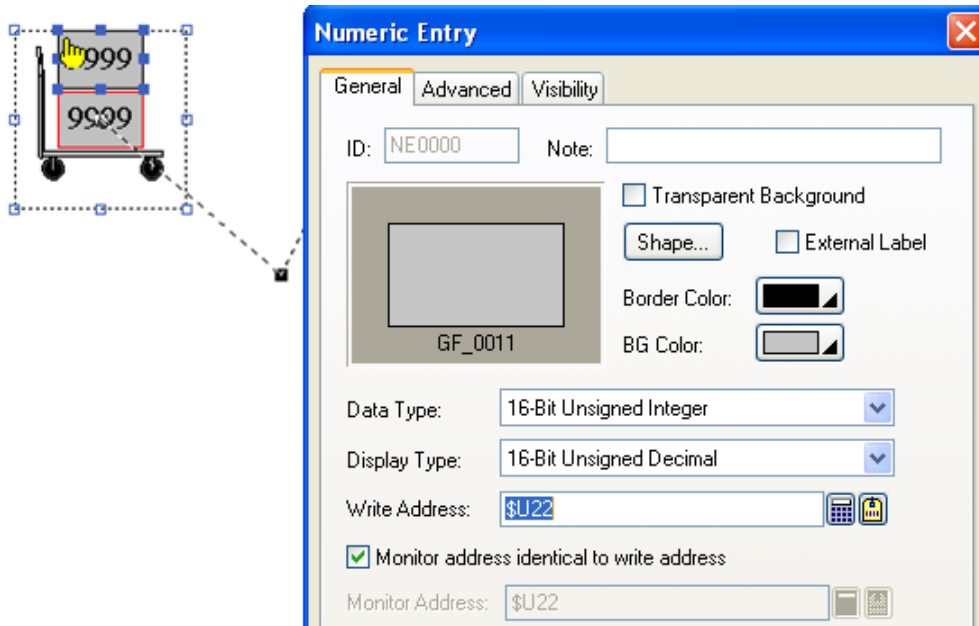 Numeric Entry
General Advanced Visibility
999
9999
ID: NE0000 Note:
Transparent Background
Shape... External Label
Border Color:
GF_0011
BG Color:
Data Type: 16-Bit Unsigned Integer
Display Type: 16-Bit Unsigned Decimal
Write Address: $U22
Monitor address identical to write address
Monitor Address: $U22